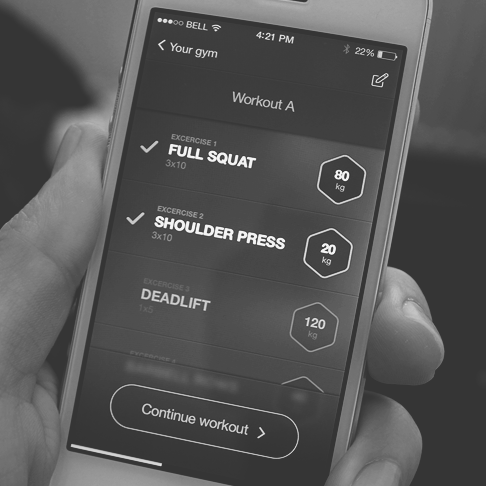 BELL 4:21 PM 22%
Your gym
Workout A
EXCERCISE 1
FULL SQUAT
3x10
80
kg
EXCERCISE 2
SHOULDER PRESS
3x10
20
kg
EXCERCISE 3
DEADLIFT
1x5
120
kg
Continue workout